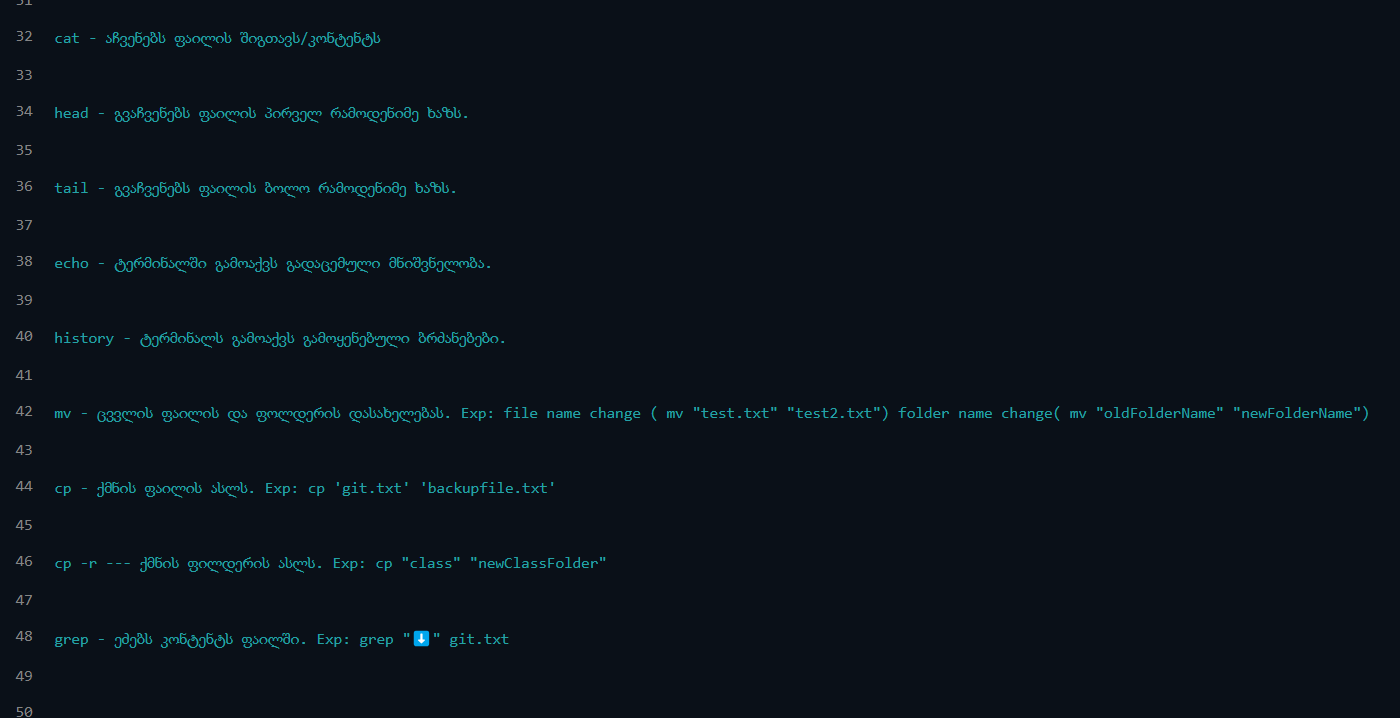 31
32 cat - აჩვენებს ფაილის შიგთავს/კონტენტს
33
34 head - გვაჩვენებს ფაილის პირველ რამოდენიმე ხაზს.
35
36 tail - გვაჩვენებს ფაილის ბოლო რამოდენიმე ხაზს.
37
38 echo - ტერმინალში გამოაქვს გადაცემული მნიშვნელობა.
39
40 history - ტერმინალს გამოაქვს გამოყენებული ბრძანებები.
41
42 mv - ცვვლის ფაილის და ფოლდერის დასახელებას. Exp: file name change ( mv "test.txt" "test2.txt") folder name change( mv "oldFolderName" "newFolderName")
43
44 cp - ქმნის ფაილის ასლს. Exp: cp 'git.txt' 'backupfile.txt'
45
46 cp -r --- ქმნის ფილდერის ასლს. Exp: cp "class" "newClassFolder"
47
48 grep - ეძებს კონტენტს ფაილში. Exp: grep "⬇️" git.txt
49
50